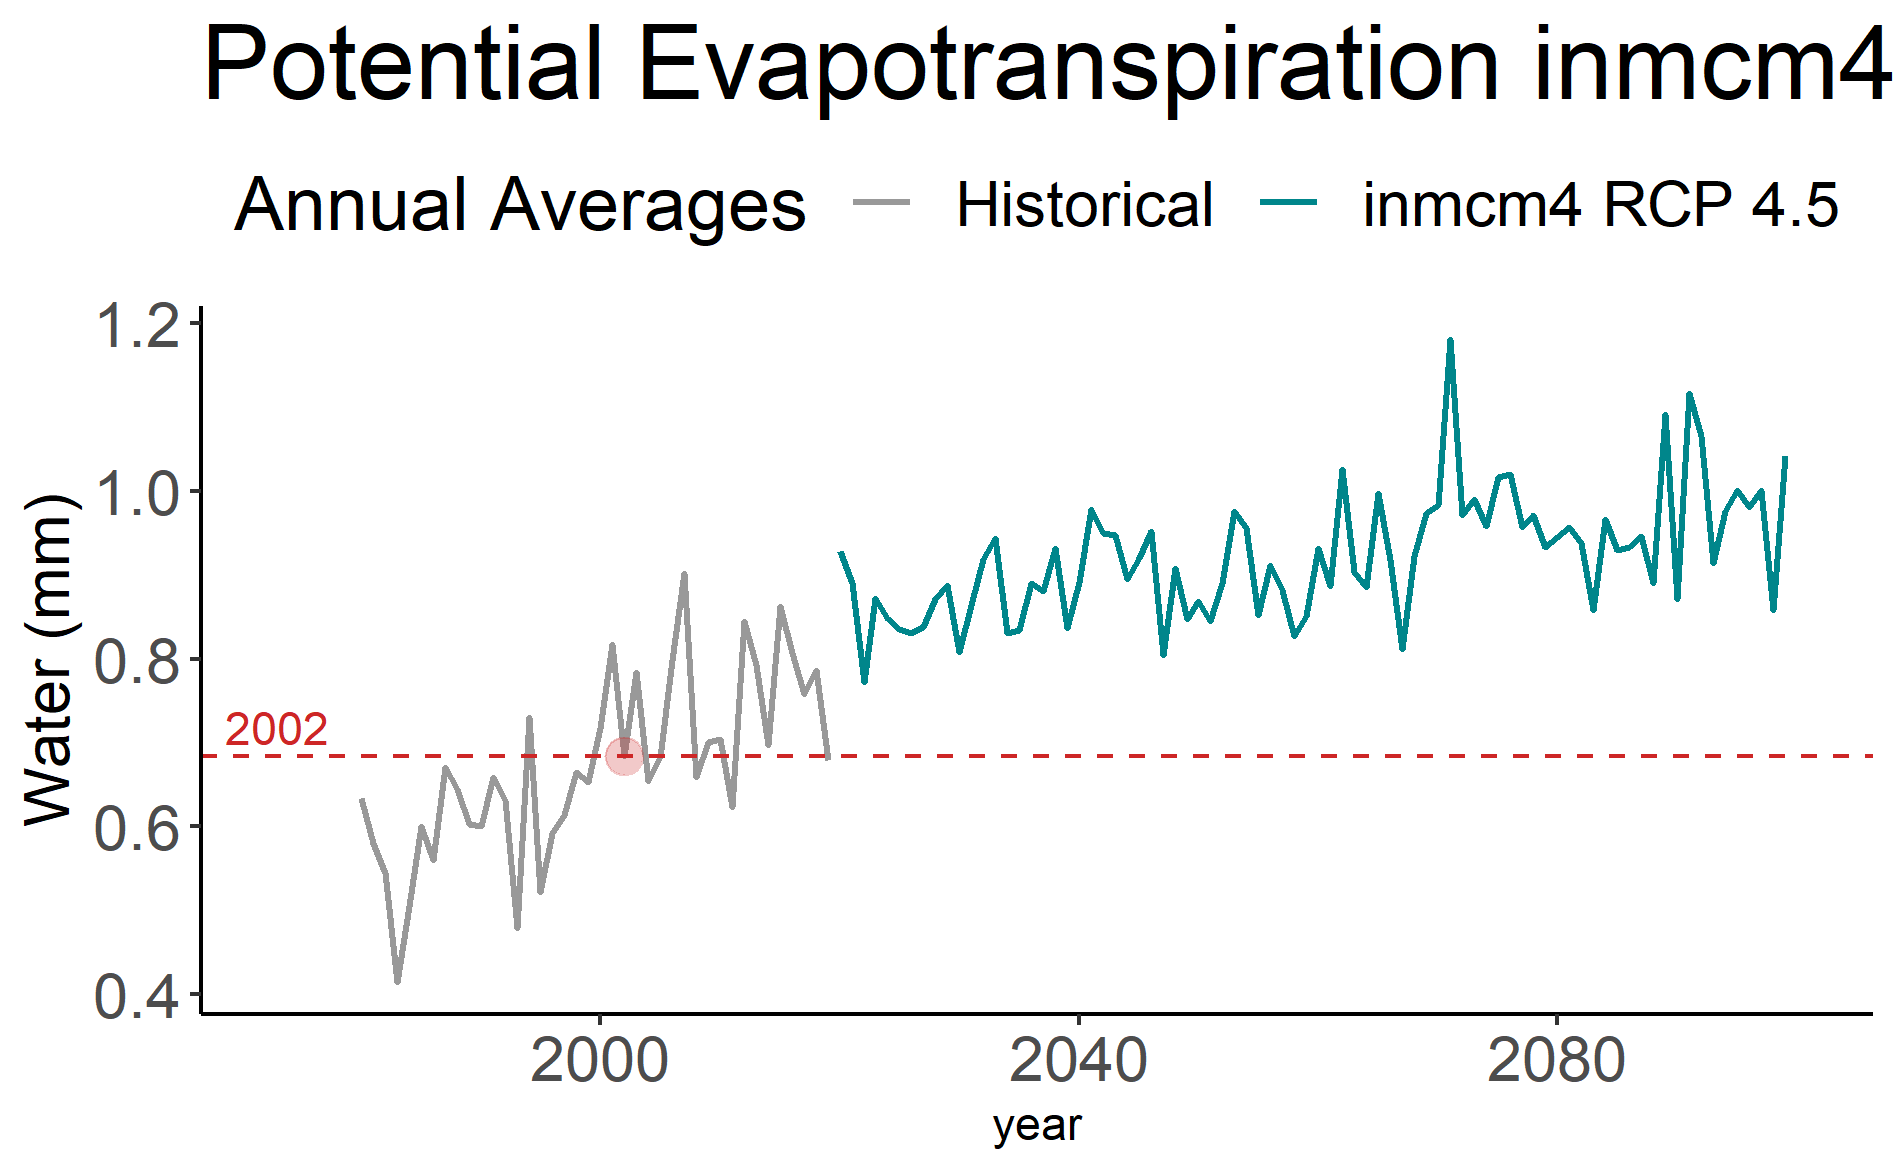 Potential Evapotranspiration inmcm4
Annual Averages Historical inmcm4 RCP 4.5
Water (mm)
1.2
1.0
0.8
0.6
0.4
2002
2000 2040 2080
year